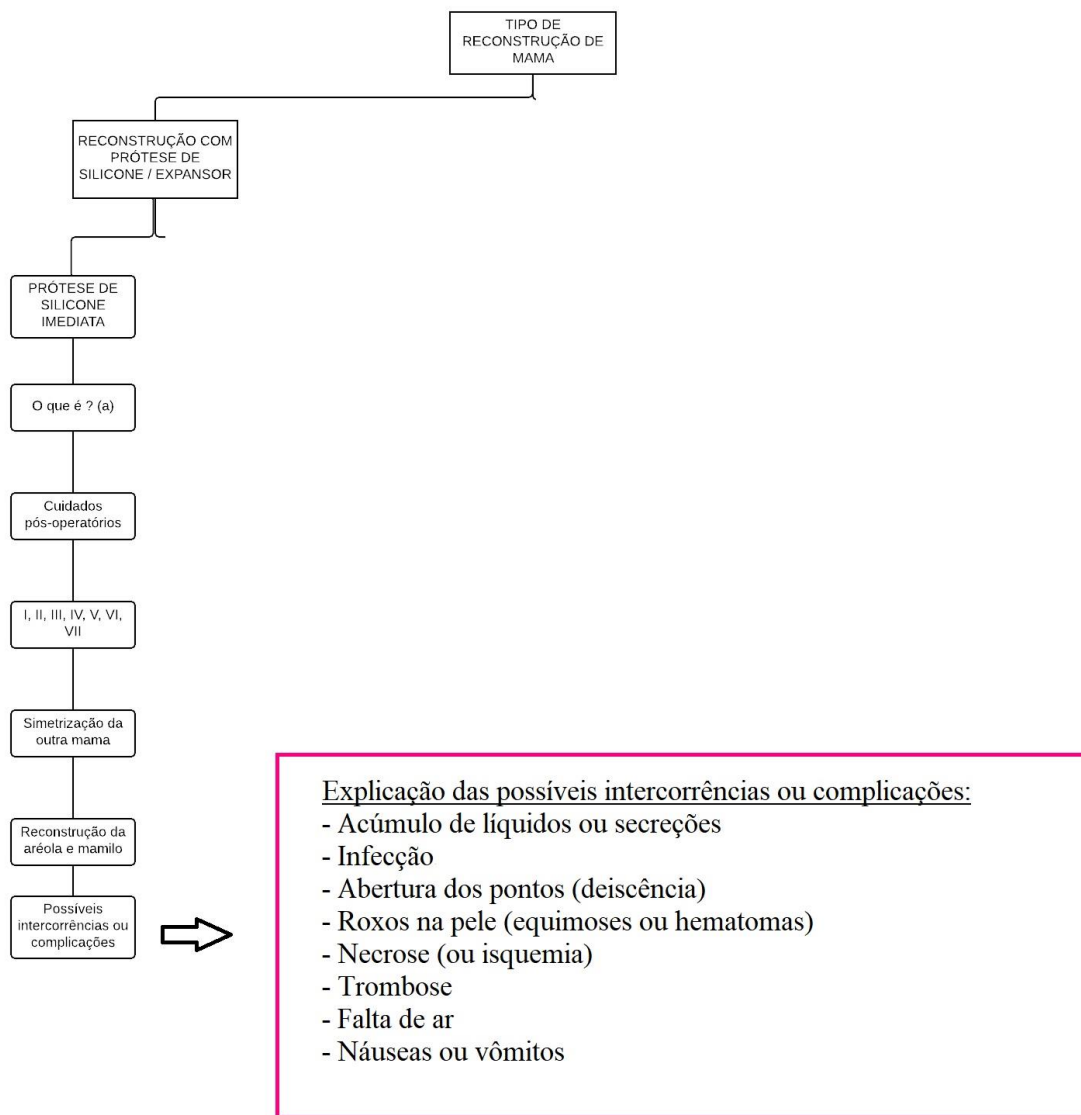 TIPO DE
RECONSTRUÇÃO DE
MAMA
RECONSTRUÇÃO COM
PRÓTESE DE
SILICONE / EXPANSOR
PRÓTESE DE
SILICONE
IMEDIATA
O que é ? (a)
Cuidados
pós-operatórios
I, II, III, IV, V, VI,
VII
Simetrização da
outra mama
Reconstrução da
aréola e mamilo
Possíveis
intercorrências ou
complicações
Explicação das possíveis intercorrências ou complicações:
- Acúmulo de líquidos ou secreções
- Infecção
- Abertura dos pontos (deiscência)
- Roxos na pele (equimoses ou hematomas)
- Necrose (ou isquemia)
- Trombose
- Falta de ar
- Náuseas ou vômitos